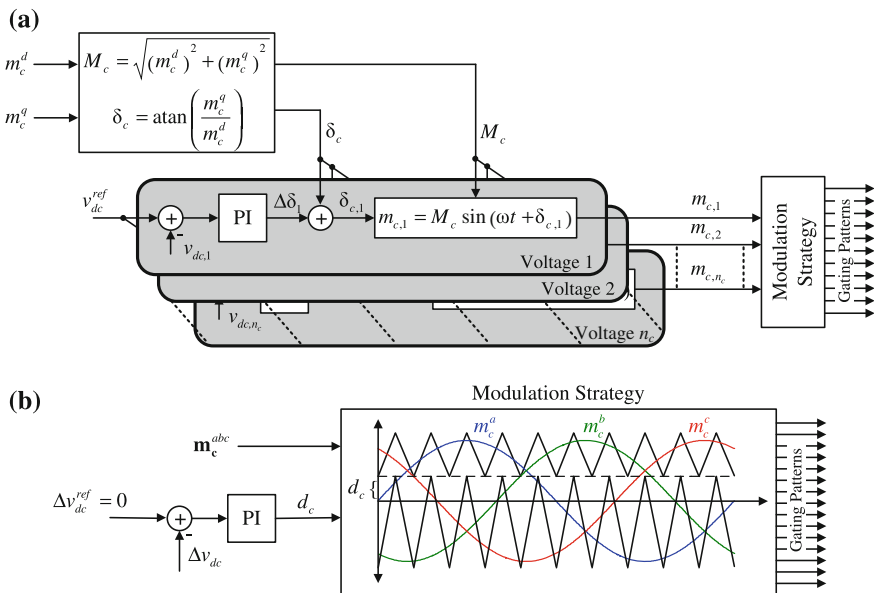 (a)
m_c^d
M_c = √((m_c^d)^2 + (m_c^q)^2)
m_c^q
δ_c = atan(m_c^q / m_c^d)
δ_c
M_c
v_dc^ref
PI
Δδ_1
δ_c,1
m_c,1 = M_c sin (ωt + δ_c,1)
v_dc,1
Voltage 1
Voltage 2
v_dc,n_c
Voltage n_c
m_c,1
m_c,2
m_c,n_c
Modulation
Strategy
Gating Patterns
(b)
Modulation Strategy
m_c^abc
m_c^a
m_c^b
m_c^c
d_c {
Δv_dc^ref = 0
PI
d_c
Δv_dc
Gating Patterns